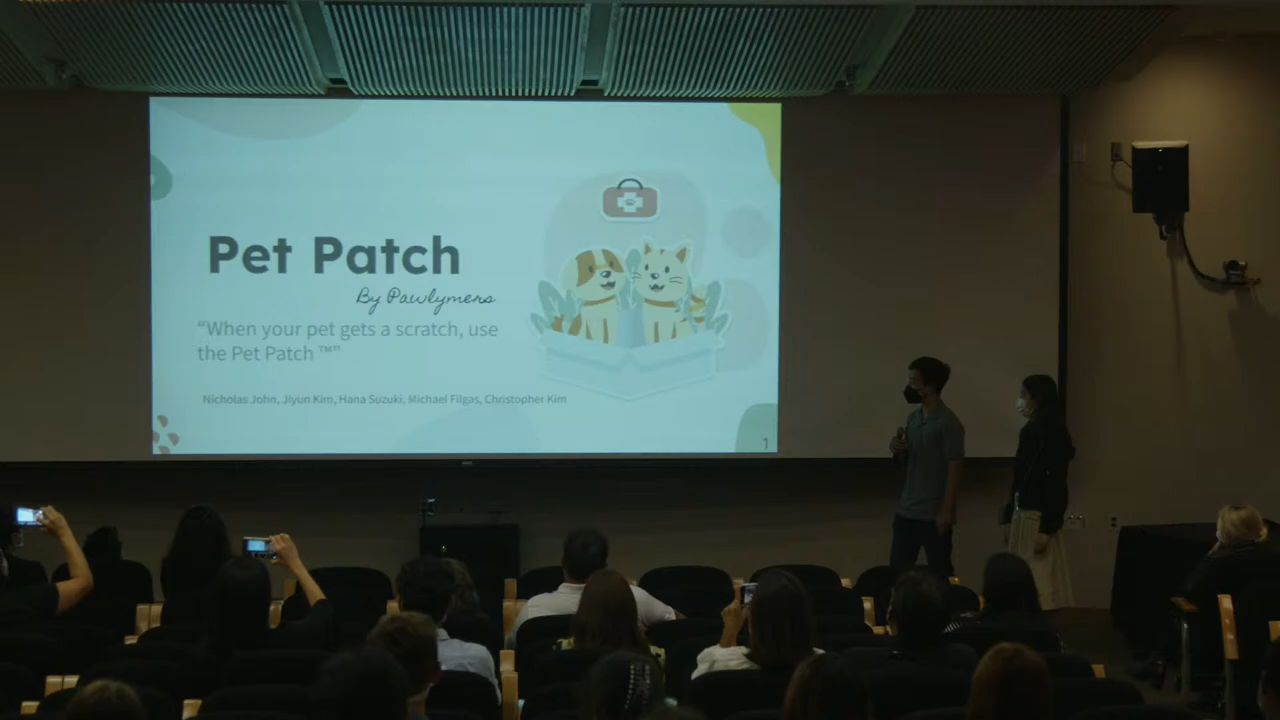 Pet Patch
By Pawlymers
“When your pet gets a scratch, use
the Pet Patch ™”
Nicholas John, Jiyun Kim, Hana Suzuki, Michael Filgas, Christopher Kim
1